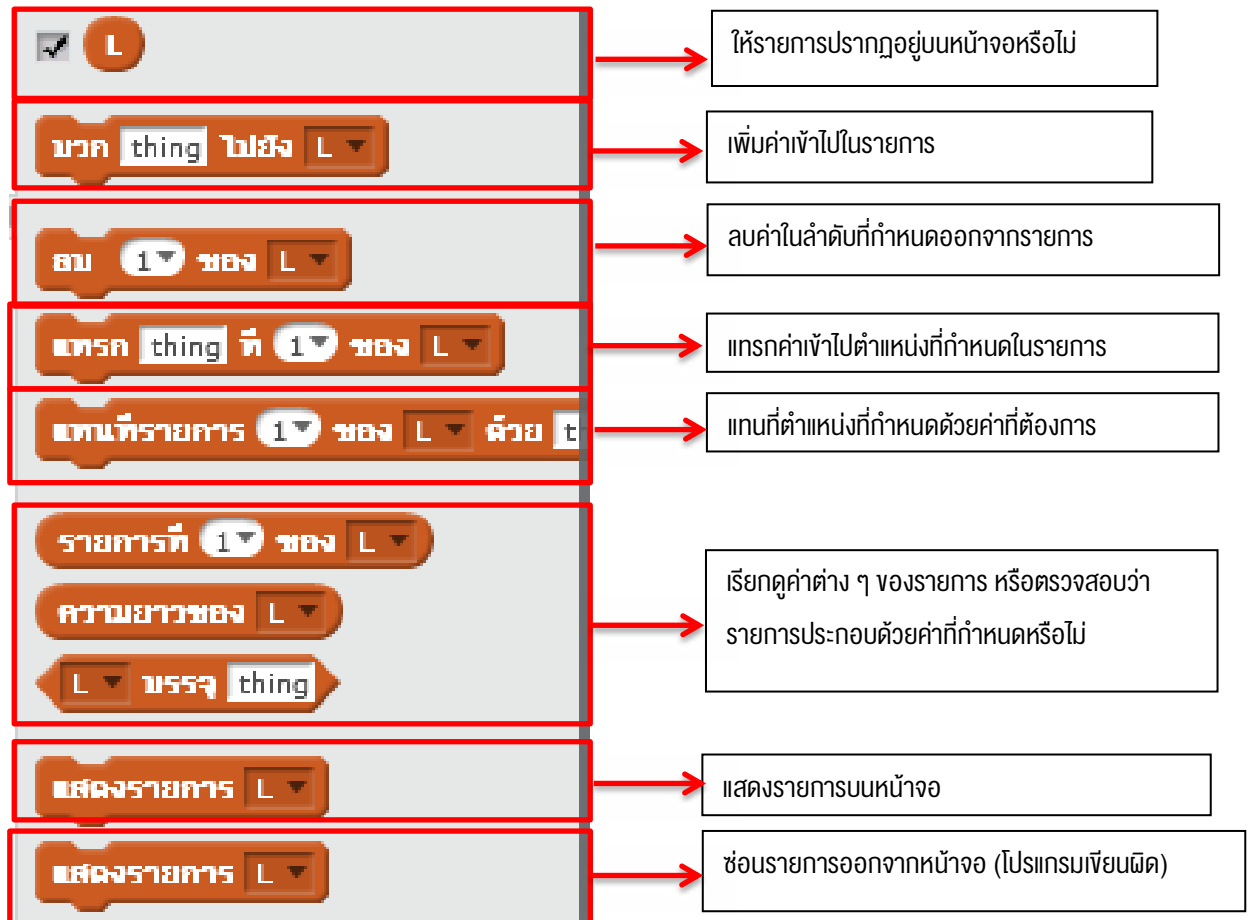 L
ให้รายการปรากฏอยู่บนหน้าจอหรือไม่
บวก thing ไปยัง L
เพิ่มค่าเข้าไปในรายการ
ลบ 1 ของ L
ลบค่าในลำดับที่กำหนดออกจากรายการ
แทรก thing ที่ 1 ของ L
แทรกค่าเข้าไปตำแหน่งที่กำหนดในรายการ
แทนที่รายการ 1 ของ L ด้วย t
แทนที่ตำแหน่งที่กำหนดด้วยค่าที่ต้องการ
รายการที่ 1 ของ L
ความยาวของ L
L บรรจุ thing
เรียกดูค่าต่าง ๆ ของรายการ หรือตรวจสอบว่า
รายการประกอบด้วยค่าที่กำหนดหรือไม่
แสดงรายการ L
แสดงรายการบนหน้าจอ
แสดงรายการ L
ซ่อนรายการออกจากหน้าจอ (โปรแกรมเขียนผิด)